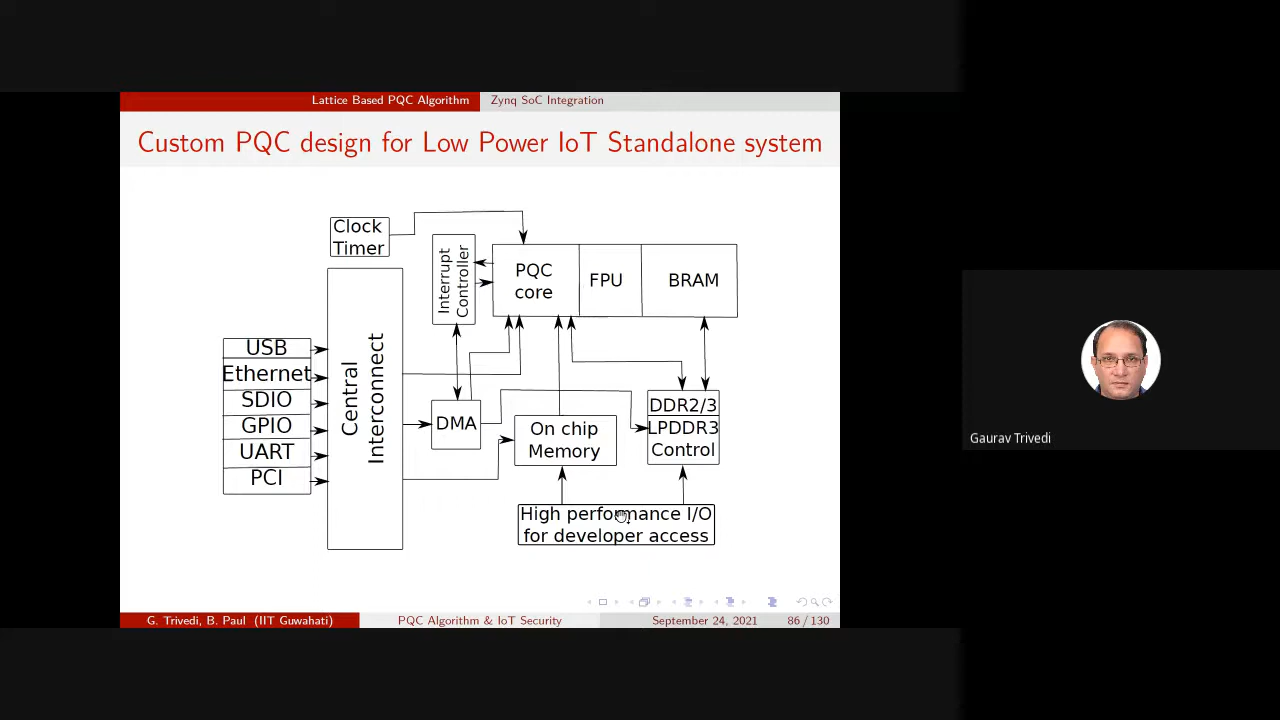 Lattice Based PQC Algorithm Zynq SoC Integration
Custom PQC design for Low Power IoT Standalone system
Clock
Timer
Interrupt
Controller
PQC
core
FPU
BRAM
USB
Ethernet
SDIO
GPIO
UART
PCI
Central
Interconnect
DMA
On chip
Memory
DDR2/3
LPDDR3
Control
High performance I/O
for developer access
G. Trivedi, B. Paul (IIT Guwahati) PQC Algorithm & IoT Security September 24, 2021 86 / 130
Gaurav Trivedi